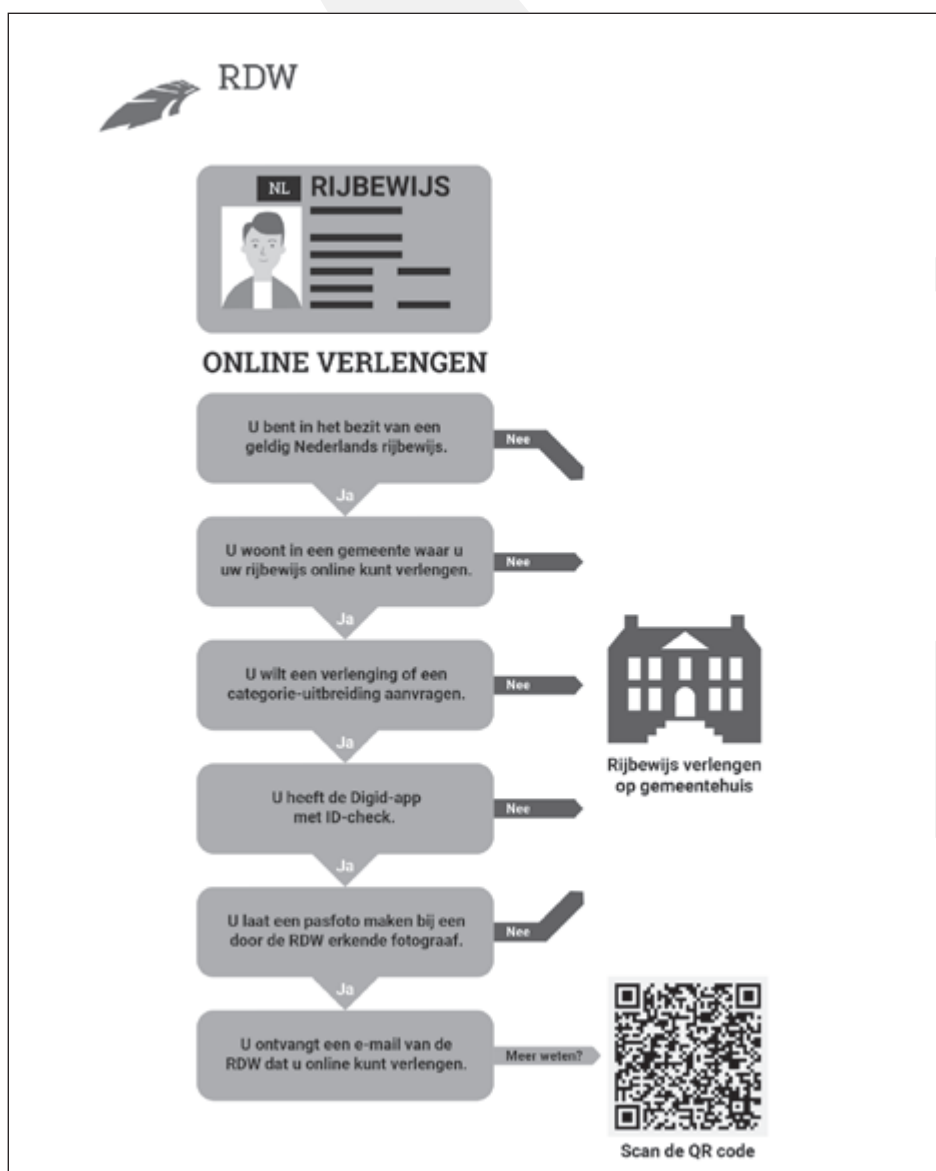 RDW
NL RIJBEWIJS
ONLINE VERLENGEN
U bent in het bezit van een
geldig Nederlands rijbewijs.
Nee
Ja
U woont in een gemeente waar u
uw rijbewijs online kunt verlengen.
Nee
Ja
U wilt een verlenging of een
categorie-uitbreiding aanvragen.
Nee
Ja
Rijbewijs verlengen
op gemeentehuis
U heeft de Digid-app
met ID-check.
Nee
Ja
U laat een pasfoto maken bij een
door de RDW erkende fotograaf.
Nee
Ja
U ontvangt een e-mail van de
RDW dat u online kunt verlengen.
Meer weten?
Scan de QR code